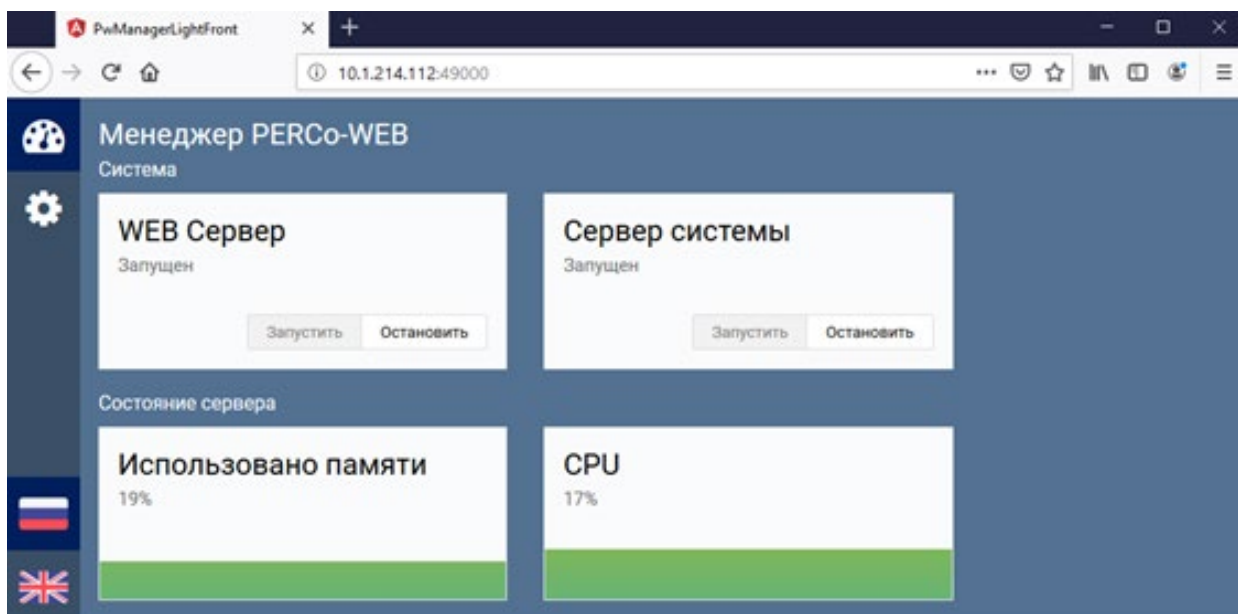 PwManagerLightFront
10.1.214.112:49000
Менеджер PERCo-WEB
Система
WEB Сервер
Запущен
Запустить Остановить
Сервер системы
Запущен
Запустить Остановить
Состояние сервера
Использовано памяти
19%
CPU
17%